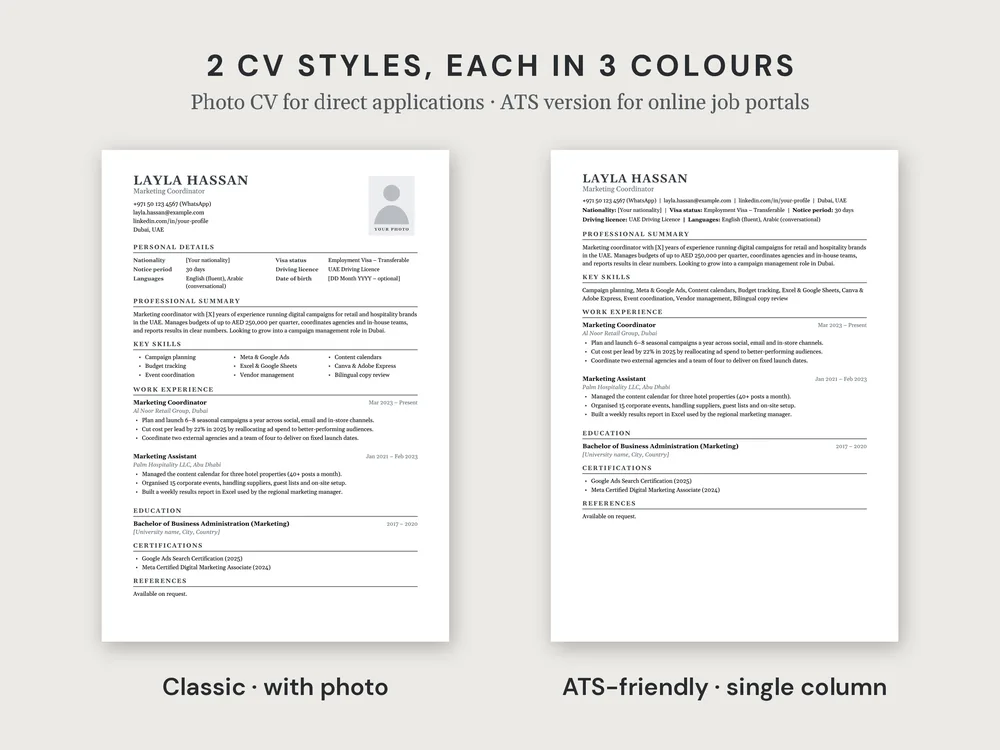 2 CV STYLES, EACH IN 3 COLOURS
Photo CV for direct applications · ATS version for online job portals
LAYLA HASSAN
Marketing Coordinator
+971 50 123 4567 (WhatsApp)
layla.hassan@example.com
linkedin.com/in/your-profile
Dubai, UAE
YOUR PHOTO
PERSONAL DETAILS
Nationality [Your nationality] Visa status Employment Visa – Transferable
Notice period 30 days Driving licence UAE Driving Licence
Languages English (fluent), Arabic Date of birth [DD Month YYYY – optional]
(conversational)
PROFESSIONAL SUMMARY
Marketing coordinator with [X] years of experience running digital campaigns for retail and hospitality brands
in the UAE. Manages budgets of up to AED 250,000 per quarter, coordinates agencies and in-house teams,
and reports results in clear numbers. Looking to grow into a campaign management role in Dubai.
KEY SKILLS
• Campaign planning • Meta & Google Ads • Content calendars
• Budget tracking • Excel & Google Sheets • Canva & Adobe Express
• Event coordination • Vendor management • Bilingual copy review
WORK EXPERIENCE
Marketing Coordinator Mar 2023 – Present
Al Noor Retail Group, Dubai
• Plan and launch 6–8 seasonal campaigns a year across social, email and in-store channels.
• Cut cost per lead by 22% in 2025 by reallocating ad spend to better-performing audiences.
• Coordinate two external agencies and a team of four to deliver on fixed launch dates.
Marketing Assistant Jan 2021 – Feb 2023
Palm Hospitality LLC, Abu Dhabi
• Managed the content calendar for three hotel properties (40+ posts a month).
• Organised 15 corporate events, handling suppliers, guest lists and on-site setup.
• Built a weekly results report in Excel used by the regional marketing manager.
EDUCATION
Bachelor of Business Administration (Marketing) 2017 – 2020
[University name, City, Country]
CERTIFICATIONS
• Google Ads Search Certification (2025)
• Meta Certified Digital Marketing Associate (2024)
REFERENCES
Available on request.
Classic · with photo
LAYLA HASSAN
Marketing Coordinator
+971 50 123 4567 (WhatsApp) | layla.hassan@example.com | linkedin.com/in/your-profile | Dubai, UAE
Nationality: [Your nationality] | Visa status: Employment Visa – Transferable | Notice period: 30 days
Driving licence: UAE Driving Licence | Languages: English (fluent), Arabic (conversational)
PROFESSIONAL SUMMARY
Marketing coordinator with [X] years of experience running digital campaigns for retail and hospitality brands
in the UAE. Manages budgets of up to AED 250,000 per quarter, coordinates agencies and in-house teams,
and reports results in clear numbers. Looking to grow into a campaign management role in Dubai.
KEY SKILLS
Campaign planning, Meta & Google Ads, Content calendars, Budget tracking, Excel & Google Sheets, Canva &
Adobe Express, Event coordination, Vendor management, Bilingual copy review
WORK EXPERIENCE
Marketing Coordinator Mar 2023 – Present
Al Noor Retail Group, Dubai
• Plan and launch 6–8 seasonal campaigns a year across social, email and in-store channels.
• Cut cost per lead by 22% in 2025 by reallocating ad spend to better-performing audiences.
• Coordinate two external agencies and a team of four to deliver on fixed launch dates.
Marketing Assistant Jan 2021 – Feb 2023
Palm Hospitality LLC, Abu Dhabi
• Managed the content calendar for three hotel properties (40+ posts a month).
• Organised 15 corporate events, handling suppliers, guest lists and on-site setup.
• Built a weekly results report in Excel used by the regional marketing manager.
EDUCATION
Bachelor of Business Administration (Marketing) 2017 – 2020
[University name, City, Country]
CERTIFICATIONS
• Google Ads Search Certification (2025)
• Meta Certified Digital Marketing Associate (2024)
REFERENCES
Available on request.
ATS-friendly · single column